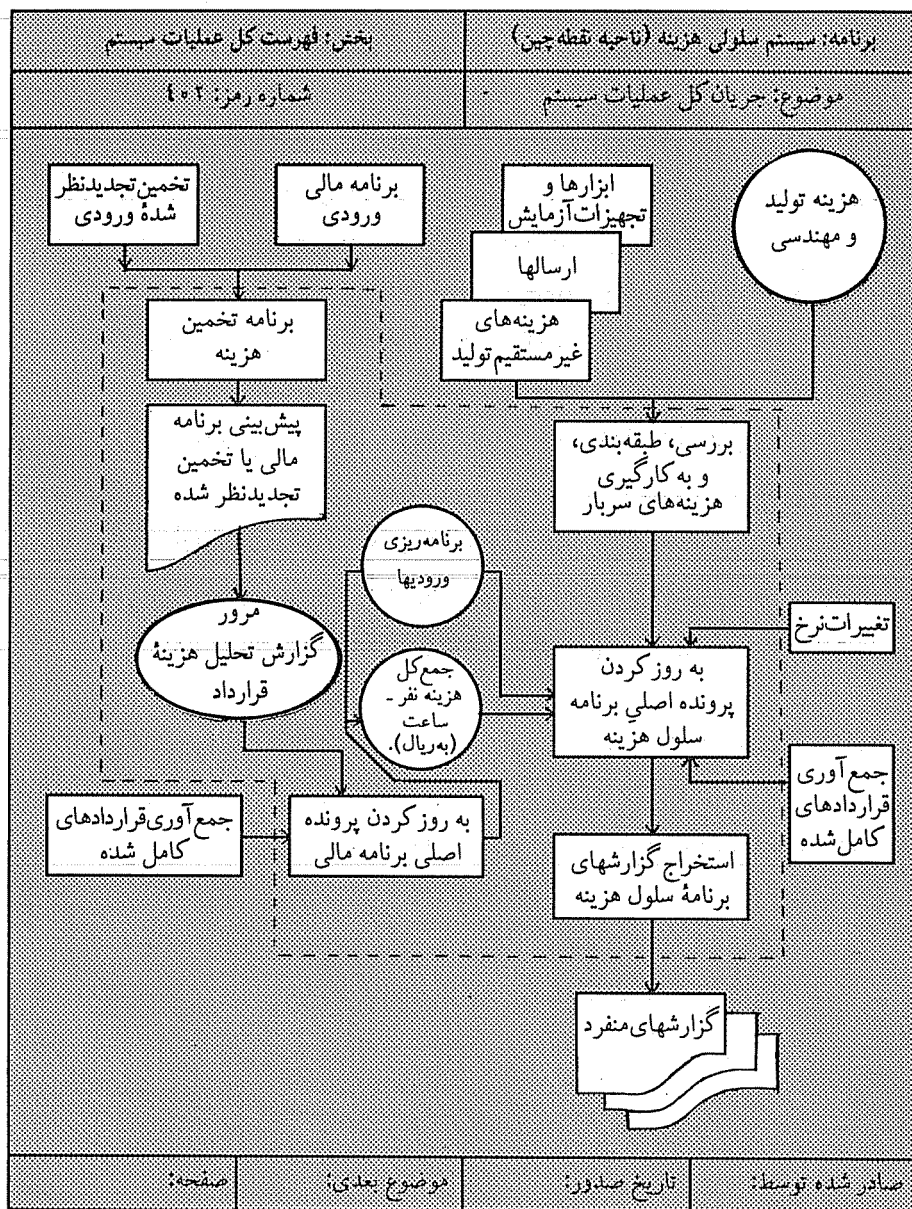 برنامه: سیستم سلولی هزینه (ناحیه نقطه‌چین)
بخش: فهرست کل عملیات سیستم
موضوع: جریان کل عملیات سیستم
شماره رمز: ٤٠٢
هزینه تولید
و مهندسی
ابزارها و
تجهیزات آزمایش
ارسالها
هزینه‌های
غیرمستقیم تولید
برنامه مالی
ورودی
تخمین تجدیدنظر
شدهٔ ورودی
برنامه تخمین
هزینه
پیش‌بینی برنامه
مالی یا تخمین
تجدیدنظر شده
بررسی، طبقه‌بندی،
و به کارگیری
هزینه‌های سربار
برنامه‌ریزی
ورودیها
مرور
گزارش تحلیل هزینهٔ
قرارداد
تغییرات نرخ
جمع کل
هزینه نفر ـ
ساعت
(به ریال).
به روز کردن
پرونده اصلیِ برنامه
سلول هزینه
جمع آوری
قراردادهای
کامل شده
جمع آوری قراردادهای
کامل شده
به روز کردن پرونده
اصلی برنامه مالی
استخراج گزارشهای
برنامهٔ سلول هزینه
گزارشهای منفرد
صادر شده توسط:
تاریخ صدور:
موضوع بعدی:
صفحه: